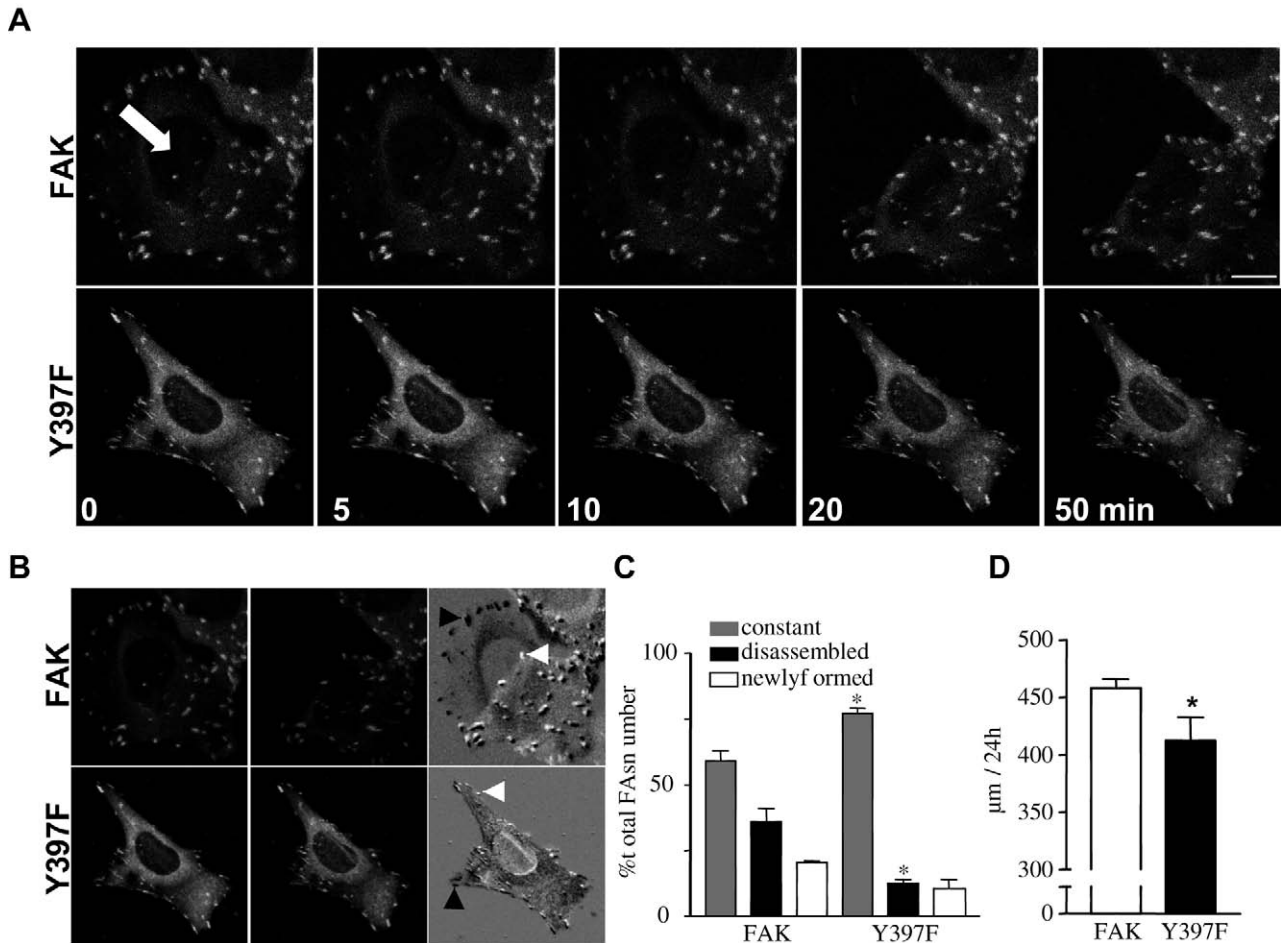 A
FAK
Y397F
0
5
10
20
50 min
B
FAK
Y397F
C
constant
disassembled
newlyf ormed
%t otal FAsn umber
100
50
0
*
*
FAK
Y397F
D
µm / 24h
500
450
400
350
300
0
*
FAK
Y397F